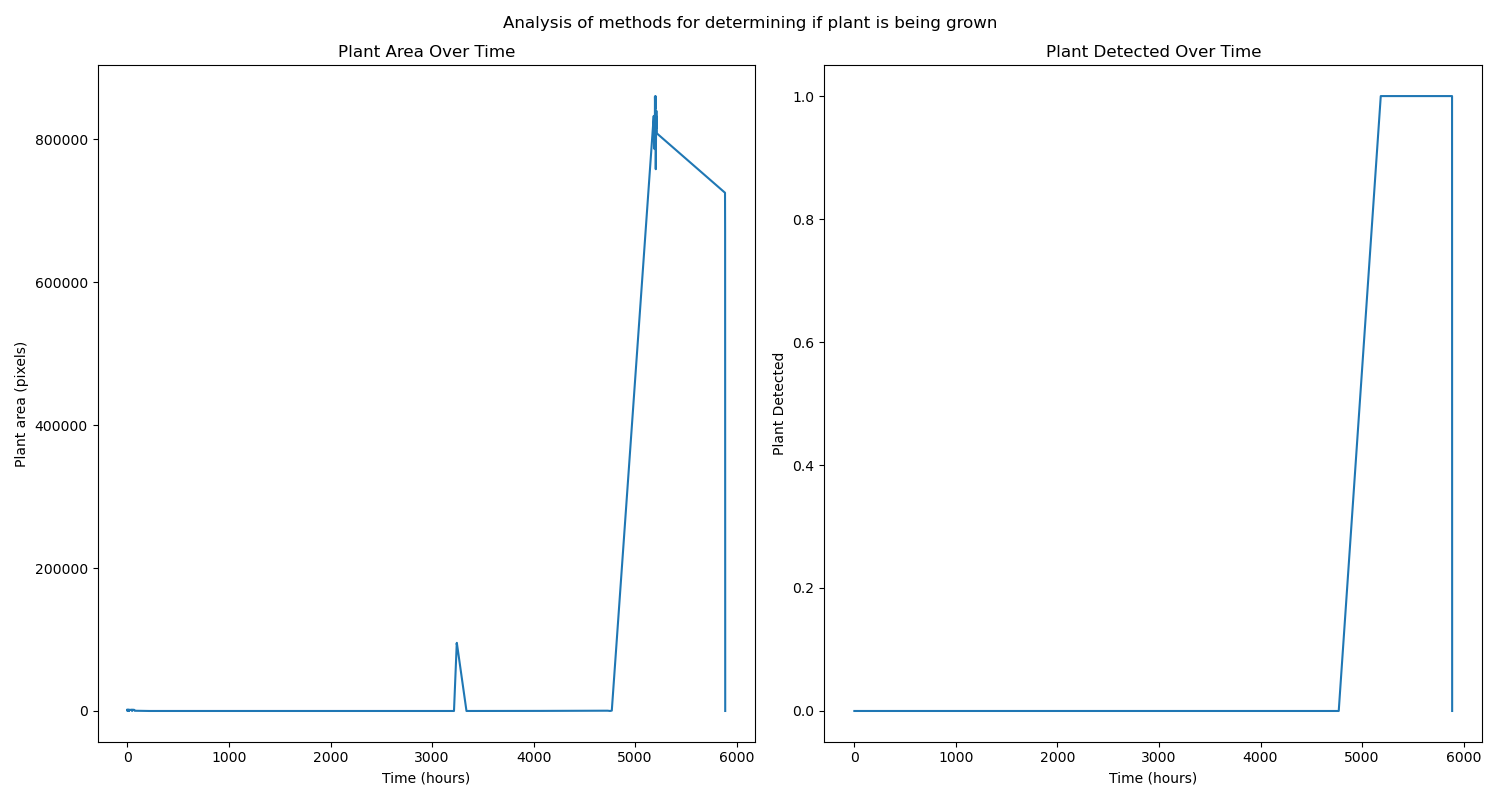 Analysis of methods for determining if plant is being grown
Plant Area Over Time
Plant area (pixels)
800000
600000
400000
200000
0
0 1000 2000 3000 4000 5000 6000
Time (hours)
Plant Detected Over Time
Plant Detected
1.0
0.8
0.6
0.4
0.2
0.0
0 1000 2000 3000 4000 5000 6000
Time (hours)